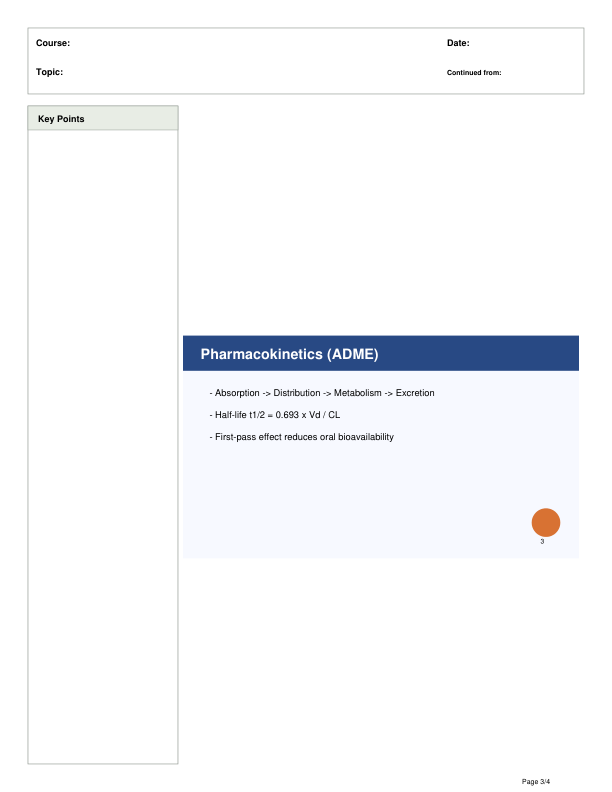 Course:
Date:
Topic:
Continued from:
Key Points
Pharmacokinetics (ADME)
- Absorption -> Distribution -> Metabolism -> Excretion
- Half-life t1/2 = 0.693 x Vd / CL
- First-pass effect reduces oral bioavailability
3
Page 3/4